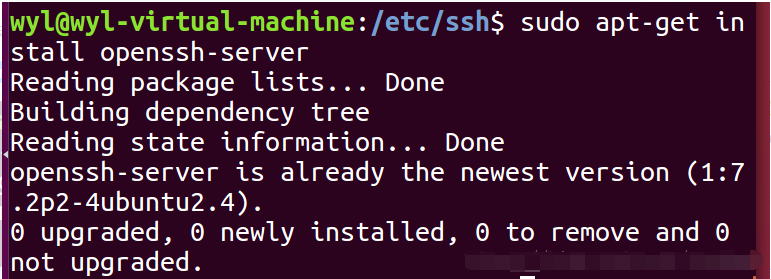 wyl@wyl-virtual-machine:/etc/ssh$ sudo apt-get in
stall openssh-server
Reading package lists... Done
Building dependency tree
Reading state information... Done
openssh-server is already the newest version (1:7
.2p2-4ubuntu2.4).
0 upgraded, 0 newly installed, 0 to remove and 0
not upgraded.